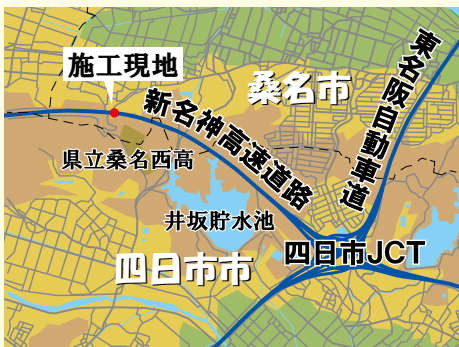 施工現地
桑名市
東名阪自動車道
新名神高速道路
県立桑名西高
井坂貯水池
四日市JCT
四日市市